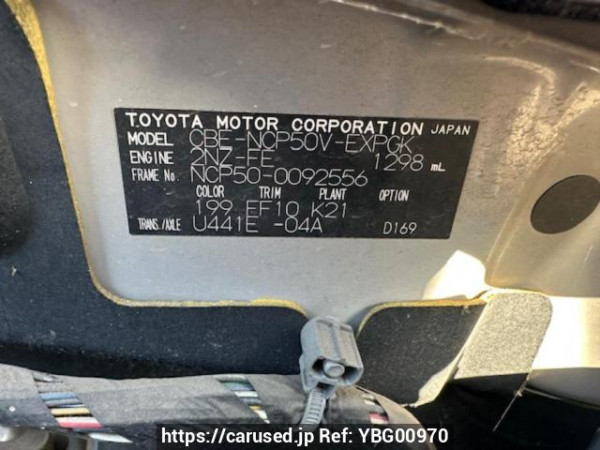 TOYOTA MOTOR CORPORATION JAPAN
MODEL CBE-NCP50V-EXPGK
ENGINE 2NZ-FE 1298 mL
FRAME No. NCP50-0092556
COLOR TRIM PLANT OPTION
199 EF10 K21
TRANS./AXLE U441E -04A D169
https://carused.jp Ref: YBG00970